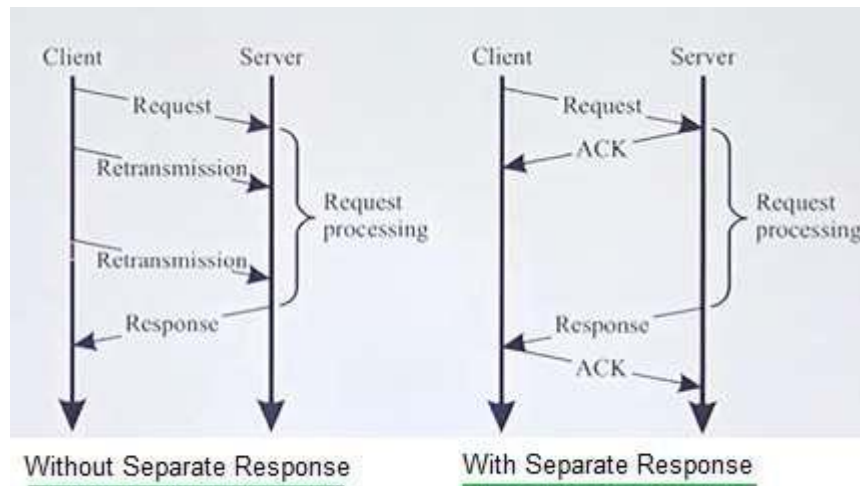 Client
Server
Request
Retransmission
Request
processing
Retransmission
Response
Without Separate Response
Client
Server
Request
ACK
Request
processing
Response
ACK
With Separate Response